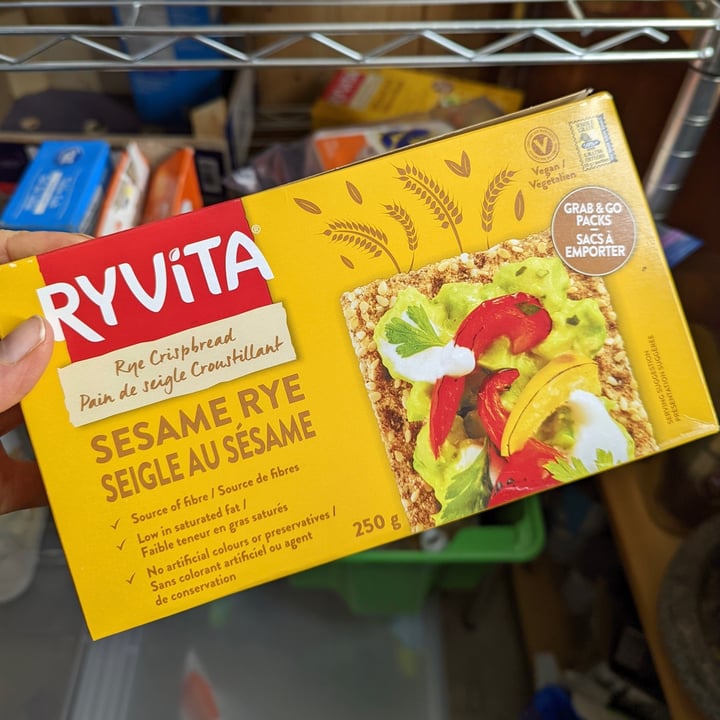 RYVITA®
Rye Crispbread
Pain de seigle Croustillant
SESAME RYE
SEIGLE AU SÉSAME
✓ Source of fibre / Source de fibres
✓ Low in saturated fat /
Faible teneur en gras saturés
✓ No artificial colours or preservatives /
Sans colorant artificiel ou agent
de conservation
250 g
Vegan /
Végétalien
GRAB & GO
PACKS
SACS À
EMPORTER
SERVING SUGGESTION
PRÉSENTATION SUGGÉRÉE